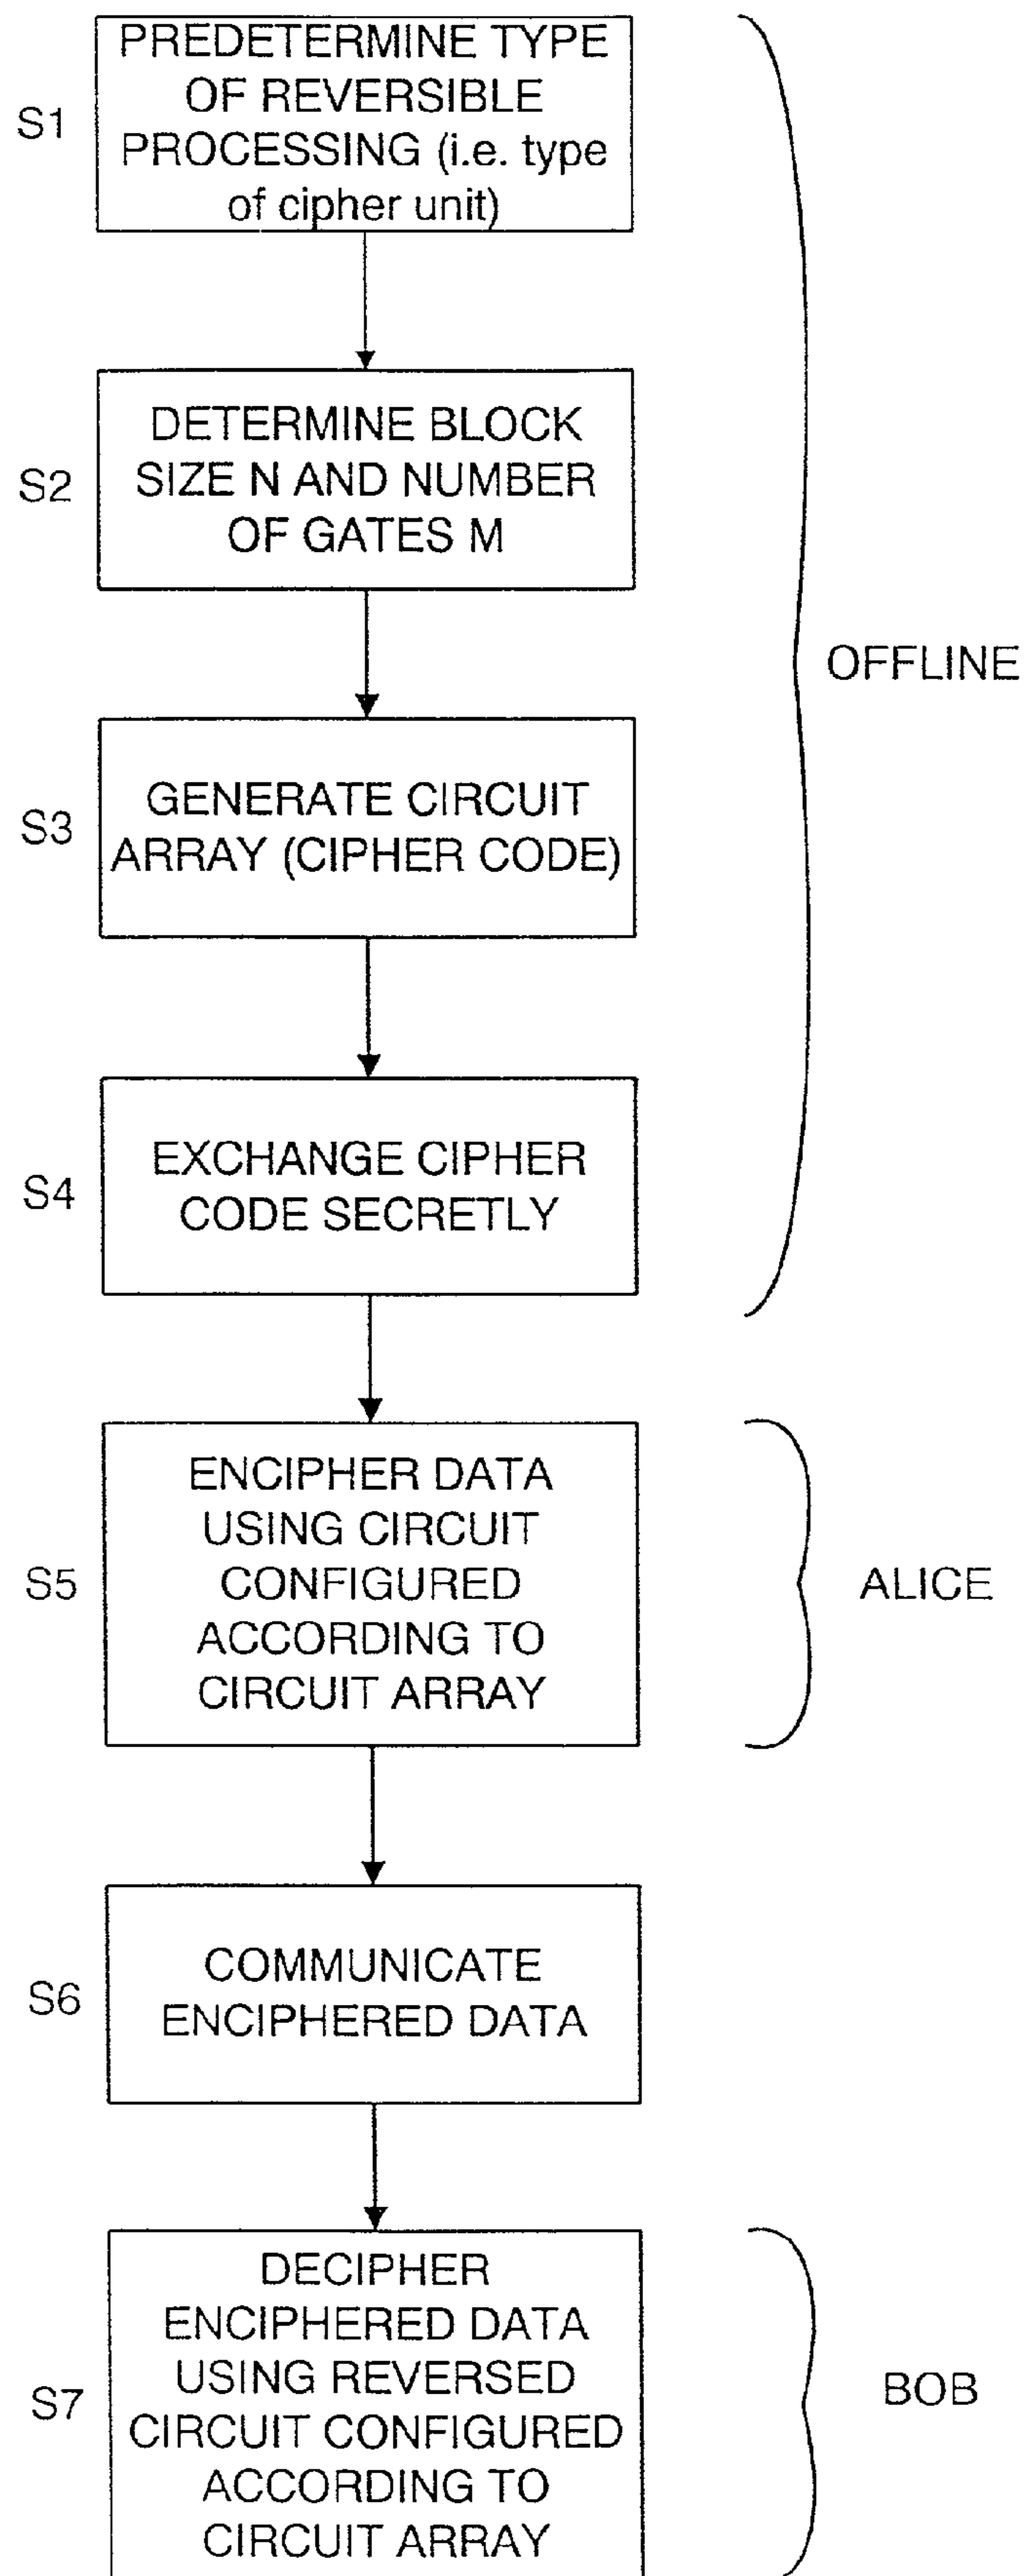 S1
PREDETERMINE TYPE
OF REVERSIBLE
PROCESSING (i.e. type
of cipher unit)
S2
DETERMINE BLOCK
SIZE N AND NUMBER
OF GATES M
OFFLINE
S3
GENERATE CIRCUIT
ARRAY (CIPHER CODE)
S4
EXCHANGE CIPHER
CODE SECRETLY
S5
ENCIPHER DATA
USING CIRCUIT
CONFIGURED
ACCORDING TO
CIRCUIT ARRAY
ALICE
S6
COMMUNICATE
ENCIPHERED DATA
S7
DECIPHER
ENCIPHERED DATA
USING REVERSED
CIRCUIT CONFIGURED
ACCORDING TO
CIRCUIT ARRAY
BOB